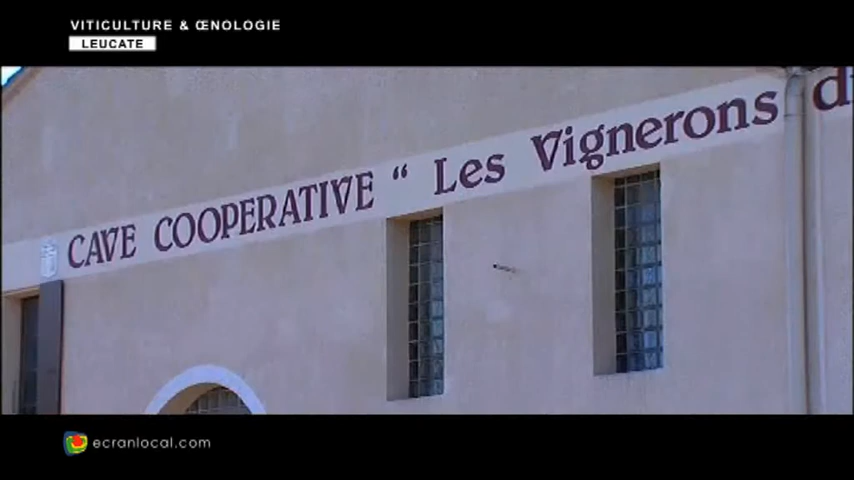 VITICULTURE & ŒNOLOGIE
LEUCATE
CAVE COOPERATIVE " Les Vignerons d
ecranlocal.com